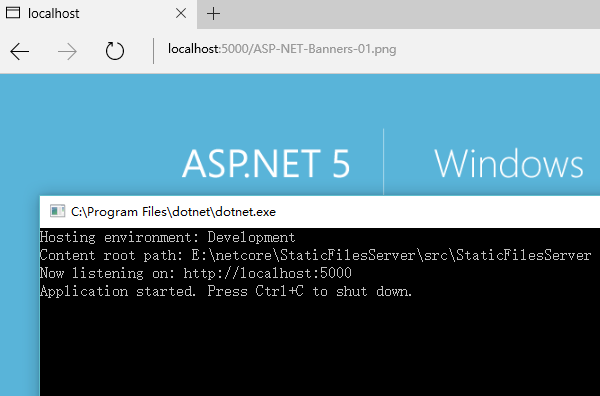 localhost
localhost:5000/ASP-NET-Banners-01.png
ASP.NET 5
Windows
C:\Program Files\dotnet\dotnet.exe
Hosting environment: Development
Content root path: E:\netcore\StaticFilesServer\src\StaticFilesServer
Now listening on: http://localhost:5000
Application started. Press Ctrl+C to shut down.